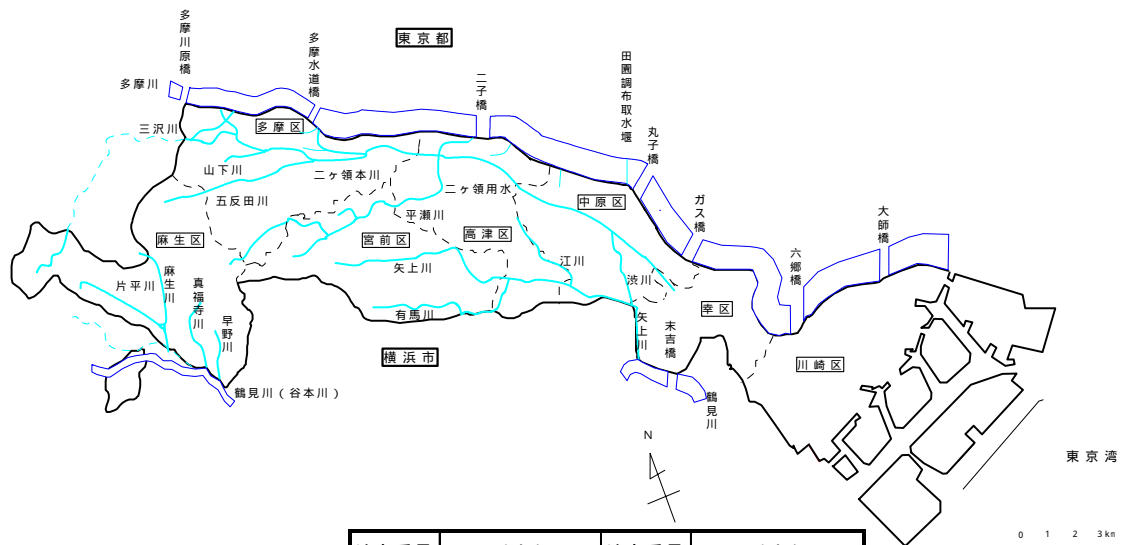 東京都
多摩川原橋
多摩水道橋
二子橋
田園調布取水堰
丸子橋
ガス橋
六郷橋
大師橋
多摩川
三沢川
多摩区
山下川
五反田川
二ヶ領本川
二ヶ領用水
中原区
平瀬川
麻生区
宮前区
高津区
矢上川
江川
渋川
幸区
片平川
麻生川
真福寺川
早野川
有馬川
矢上川
末吉橋
川崎区
横浜市
鶴見川(谷本川)
鶴見川
N
東京湾
0 1 2 3km